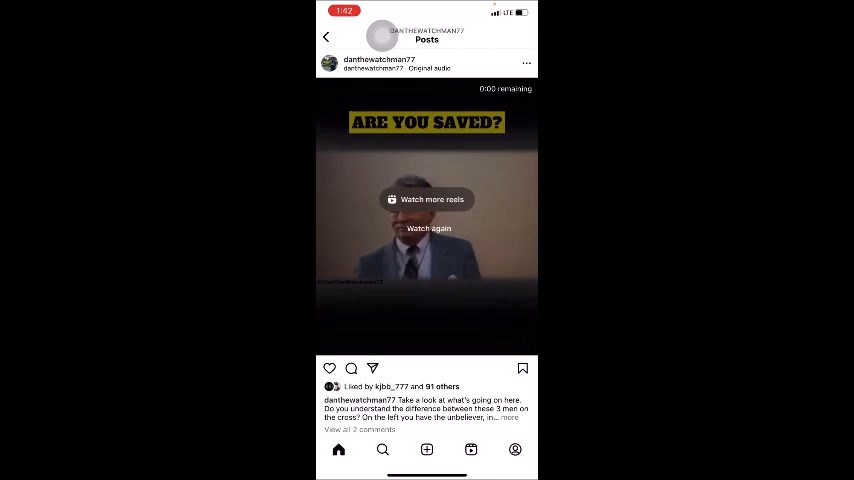 1:42
LTE
DANTHEWATCHMAN77
Posts
danthewatchman77
danthewatchman77 · Original audio
0:00 remaining
ARE YOU SAVED?
Watch more reels
Watch again
@DanTheWatchman77
Liked by kjbb_777 and 91 others
danthewatchman77 Take a look at what's going on here.
Do you understand the difference between these 3 men on
the cross? On the left you have the unbeliever, in... more
View all 2 comments